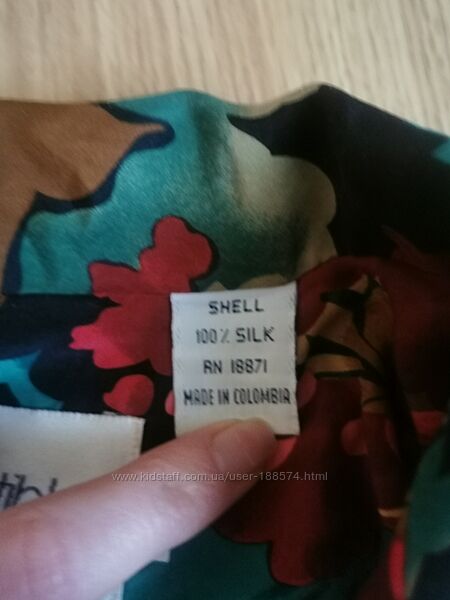 SHELL
100% SILK
RN 18871
MADE IN COLOMBIA
www.kidstaff.com.ua/user-188574.html